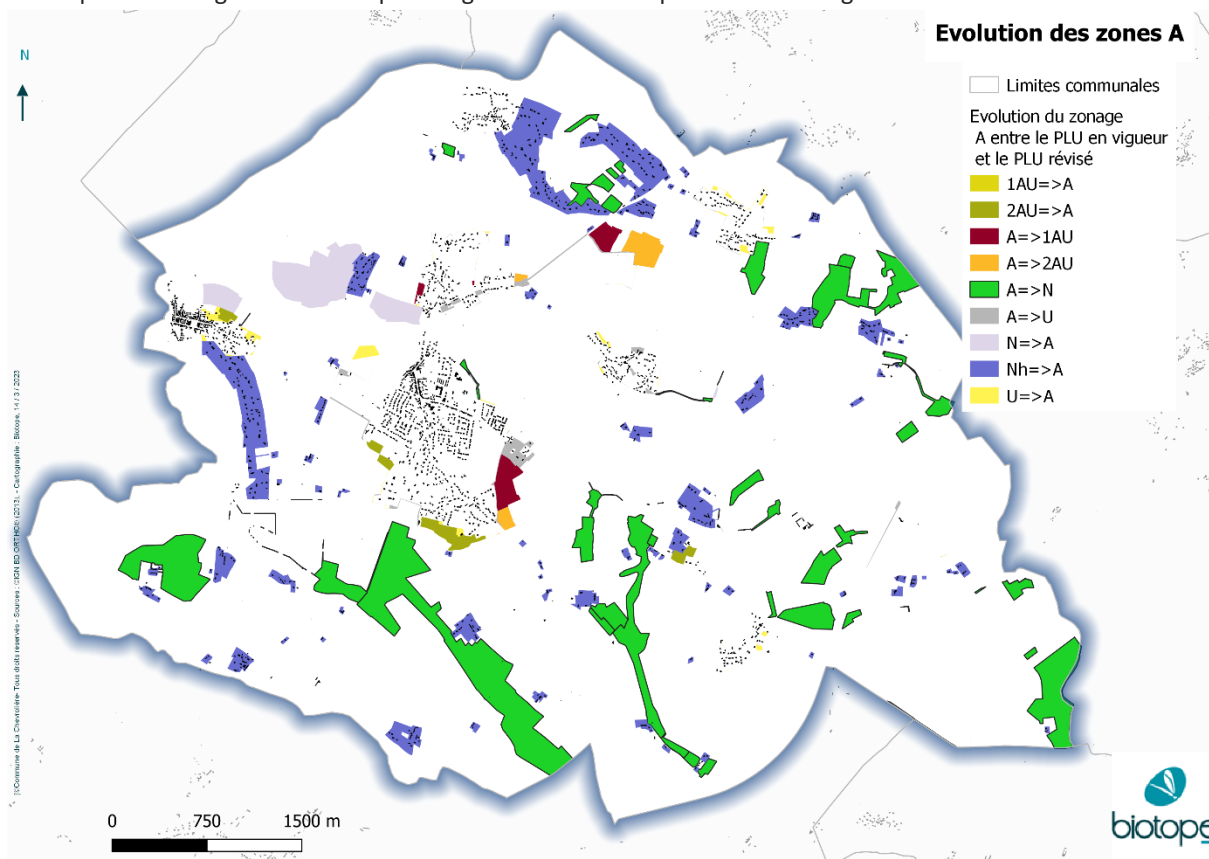 Evolution des zones A
N
Limites communales
Evolution du zonage
A entre le PLU en vigueur
et le PLU révisé
1AU=>A
2AU=>A
A=>1AU
A=>2AU
A=>N
A=>U
N=>A
Nh=>A
U=>A
0 750 1500 m
biotope